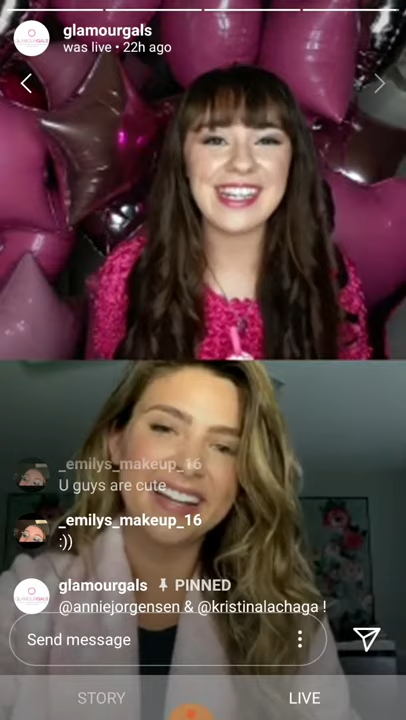 glamourgals
was live • 22h ago
_emilys_makeup_16
U guys are cute
_emilys_makeup_16
:))
glamourgals PINNED
@anniejorgensen & @kristinalachaga !
Send message
STORY LIVE